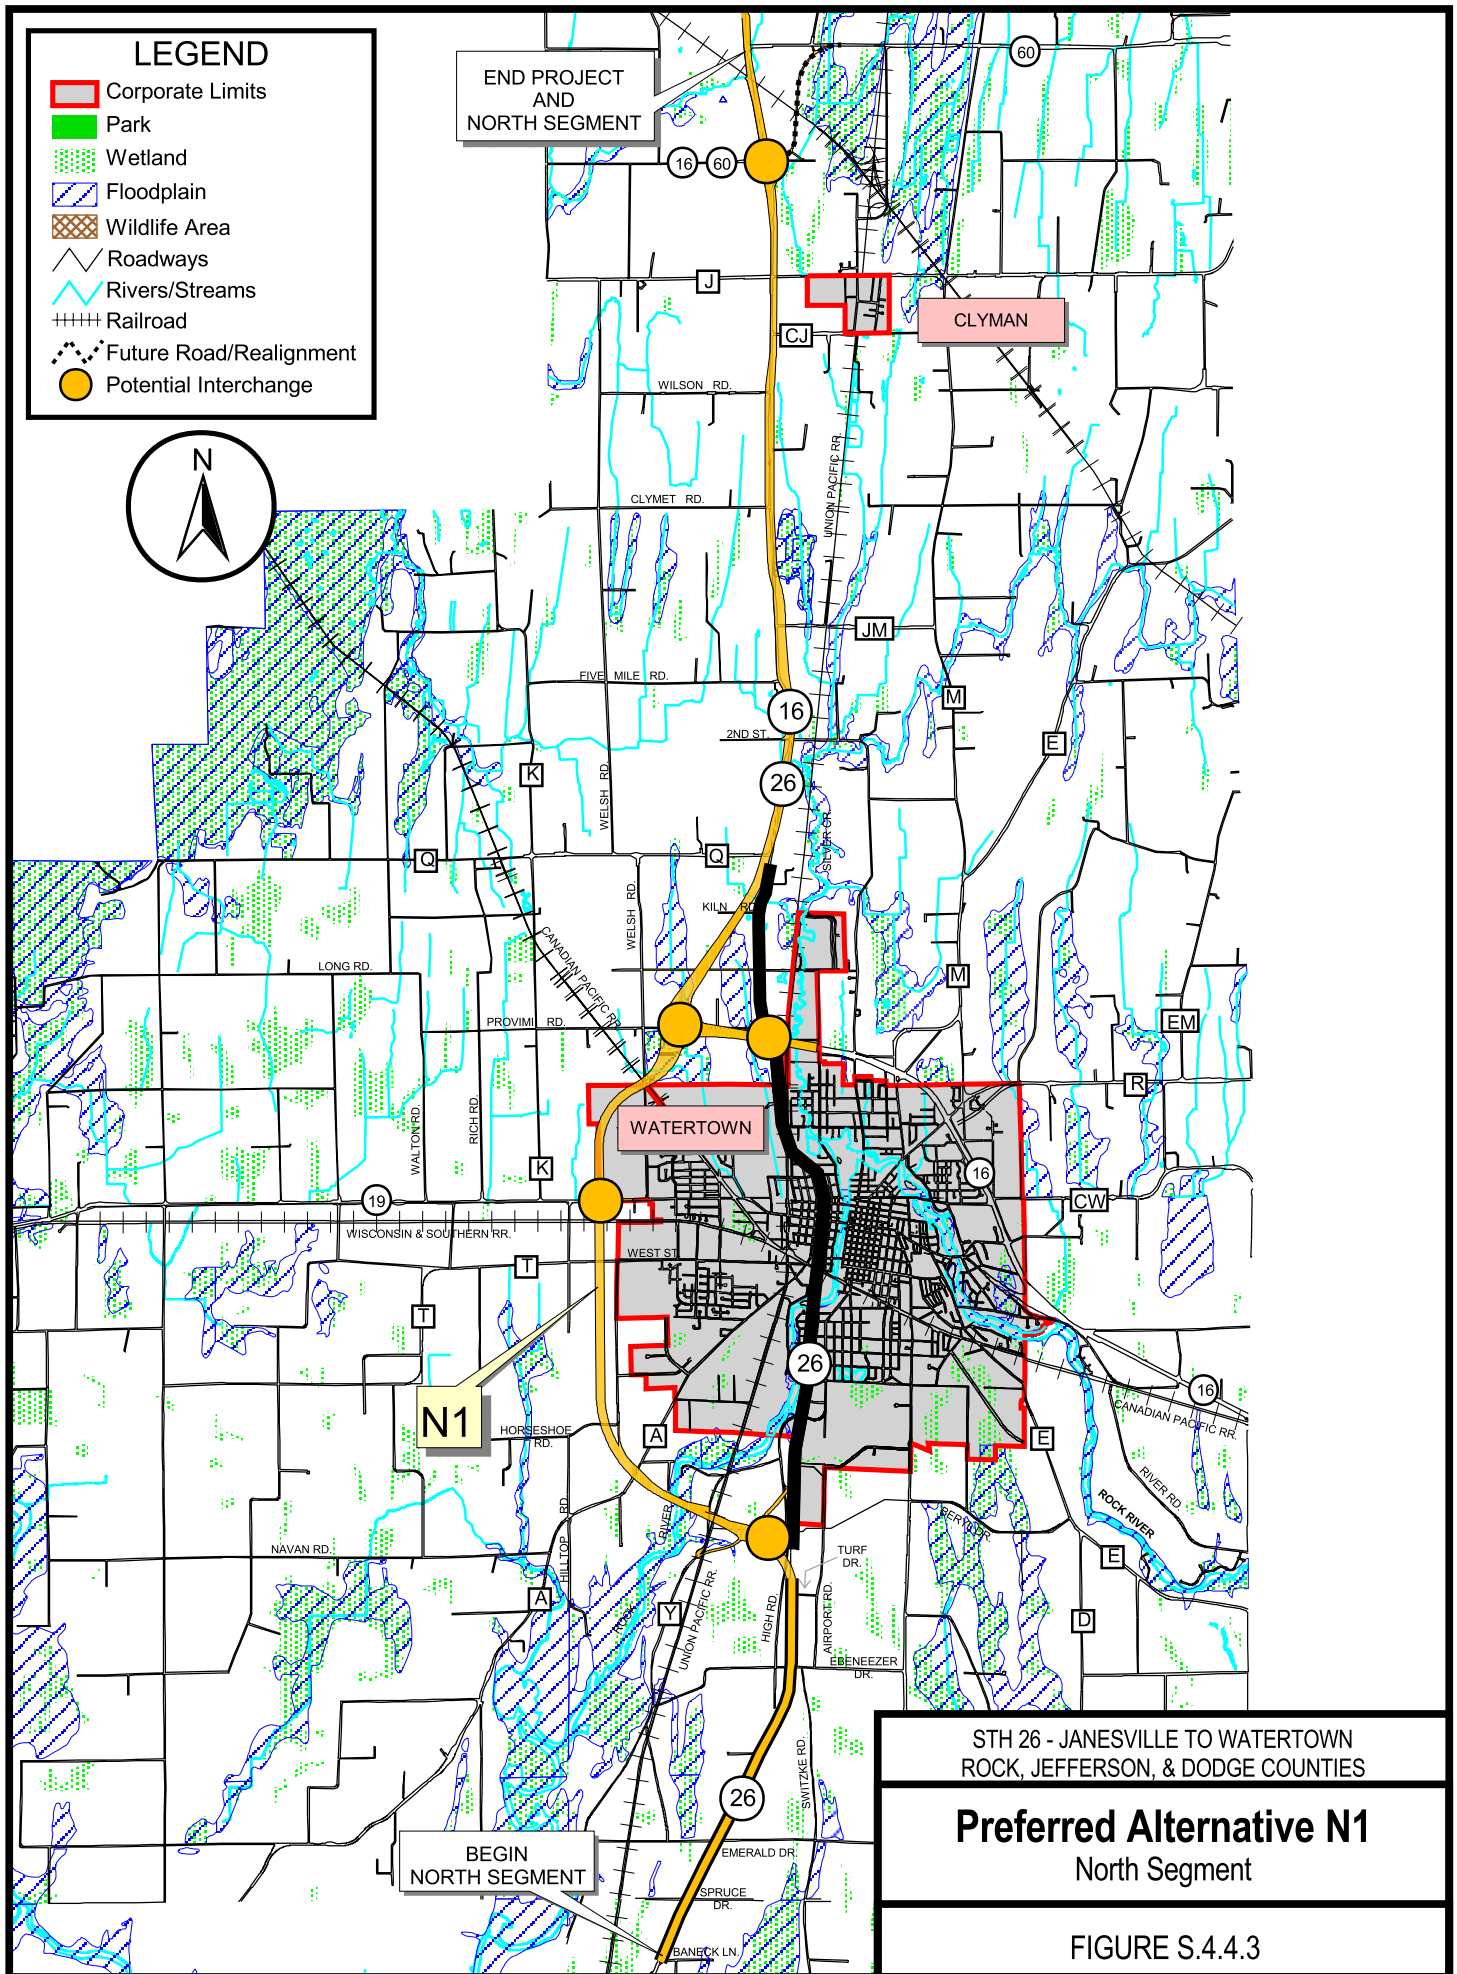 LEGEND
Corporate Limits
Park
Wetland
Floodplain
Wildlife Area
Roadways
Rivers/Streams
Railroad
Future Road/Realignment
Potential Interchange
END PROJECT
AND
NORTH SEGMENT
60
16
60
J
CJ
CLYMAN
WILSON RD.
N
UNION PACIFIC RR.
CLYMET RD.
JM
FIVE MILE RD.
M
16
2ND ST.
E
K
26
WELSH RD.
SILVER CR.
Q
Q
KILN RD.
WELSH RD.
CANADIAN PACIFIC RR.
LONG RD.
M
PROVIMI RD.
EM
R
WALTON RD.
RICH RD.
WATERTOWN
K
16
19
CW
WISCONSIN & SOUTHERN RR.
WEST ST.
T
T
26
16
N1
CANADIAN PACIFIC RR.
HORSESHOE
RD.
A
E
RIVER RD.
ROCK RIVER
HILLTOP RD.
ROCK RIVER
NAVAN RD.
TURF
DR.
E
A
Y
UNION PACIFIC RR.
HIGH RD.
AIRPORT RD.
D
EBENEEZER
DR.
SWITZKE RD.
26
BEGIN
NORTH SEGMENT
EMERALD DR.
SPRUCE
DR.
BANECK LN.
STH 26 - JANESVILLE TO WATERTOWN
ROCK, JEFFERSON, & DODGE COUNTIES
Preferred Alternative N1
North Segment
FIGURE S.4.4.3